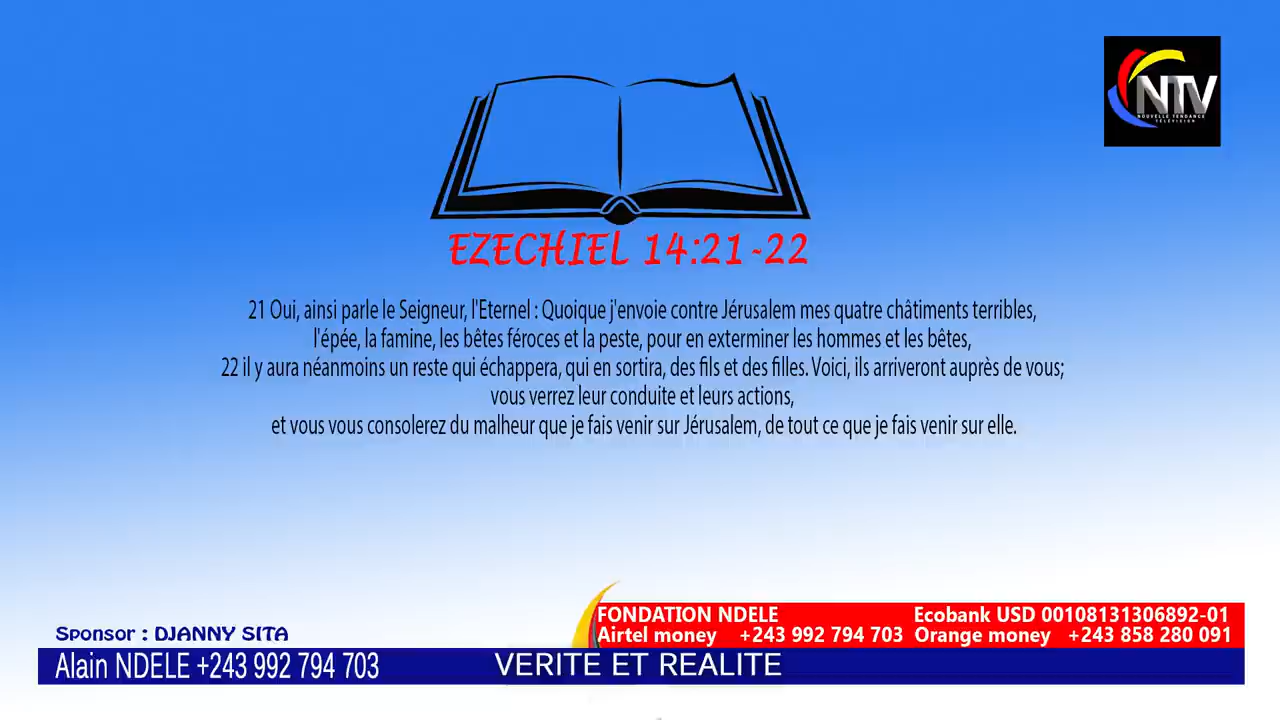 NTV
NOUVELLE TENDANCE
TÉLÉVISION
EZECHIEL 14:21-22
21 Oui, ainsi parle le Seigneur, l'Eternel : Quoique j'envoie contre Jérusalem mes quatre châtiments terribles,
l'épée, la famine, les bêtes féroces et la peste, pour en exterminer les hommes et les bêtes,
22 il y aura néanmoins un reste qui échappera, qui en sortira, des fils et des filles. Voici, ils arriveront auprès de vous;
vous verrez leur conduite et leurs actions,
et vous vous consolerez du malheur que je fais venir sur Jérusalem, de tout ce que je fais venir sur elle.
FONDATION NDELE Ecobank USD 00108131306892-01
Airtel money +243 992 794 703 Orange money +243 858 280 091
Sponsor : DJANNY SITA
Alain NDELE +243 992 794 703 VERITE ET REALITE